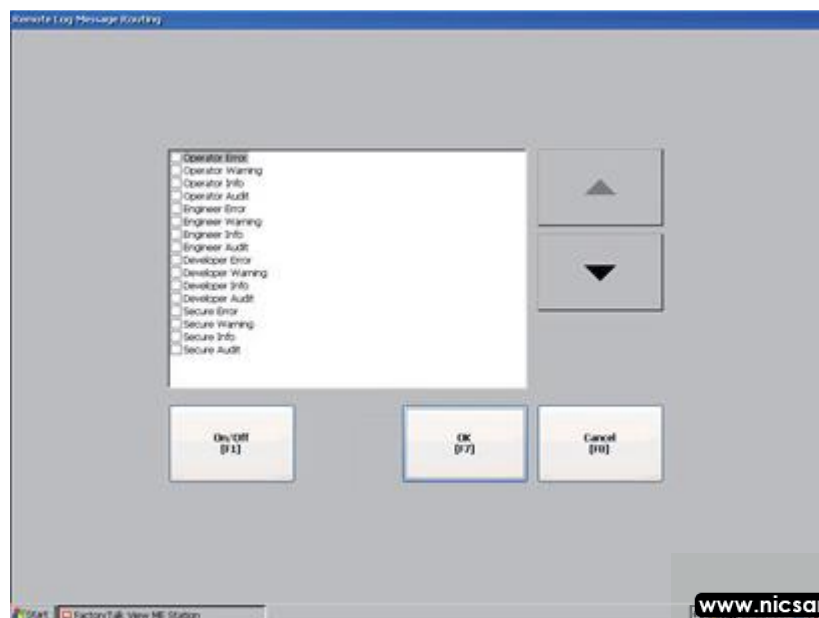 Remote Log Message Routing
Operator Error
Operator Warning
Operator Info
Operator Audit
Engineer Error
Engineer Warning
Engineer Info
Engineer Audit
Developer Error
Developer Warning
Developer Info
Developer Audit
Secure Error
Secure Warning
Secure Info
Secure Audit
On/Off
[F1]
OK
[F7]
Cancel
[F8]
Start
FactoryTalk View ME Station
www.nicsa